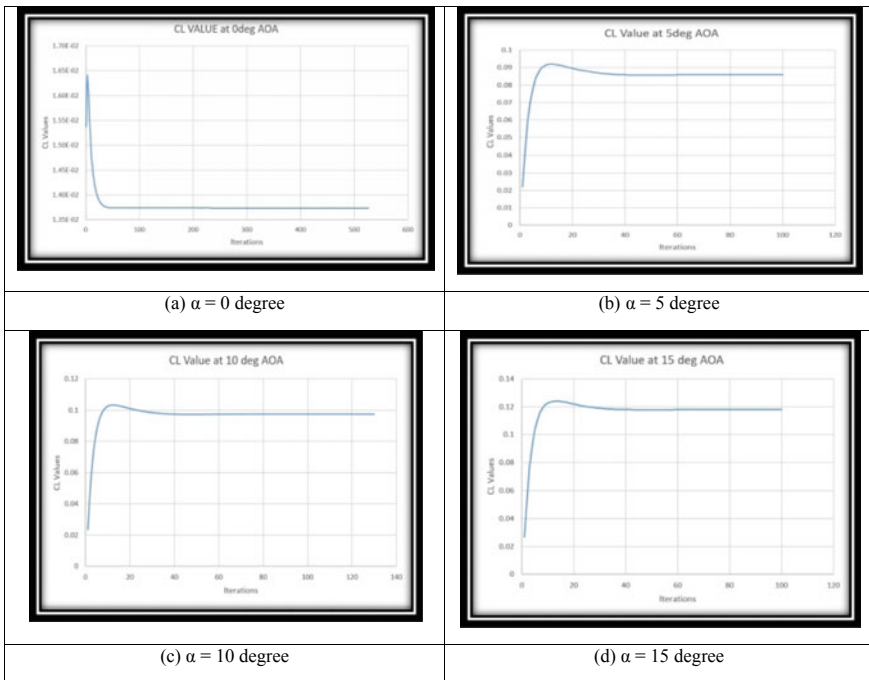 CL VALUE at 0deg AOA
1.70E-02
1.65E-02
1.60E-02
1.55E-02
1.50E-02
1.45E-02
1.40E-02
1.35E-02
CL Values
0 100 200 300 400 500 600
Iterations
(a) α = 0 degree
CL Value at 5deg AOA
0.1
0.09
0.08
0.07
0.06
0.05
0.04
0.03
0.02
0.01
0
CL Values
0 20 40 60 80 100 120
Iterations
(b) α = 5 degree
CL Value at 10 deg AOA
0.12
0.1
0.08
0.06
0.04
0.02
0
CL Values
0 20 40 60 80 100 120 140
Iterations
(c) α = 10 degree
CL Value at 15 deg AOA
0.14
0.12
0.1
0.08
0.06
0.04
0.02
0
CL Values
0 20 40 60 80 100 120
Iterations
(d) α = 15 degree